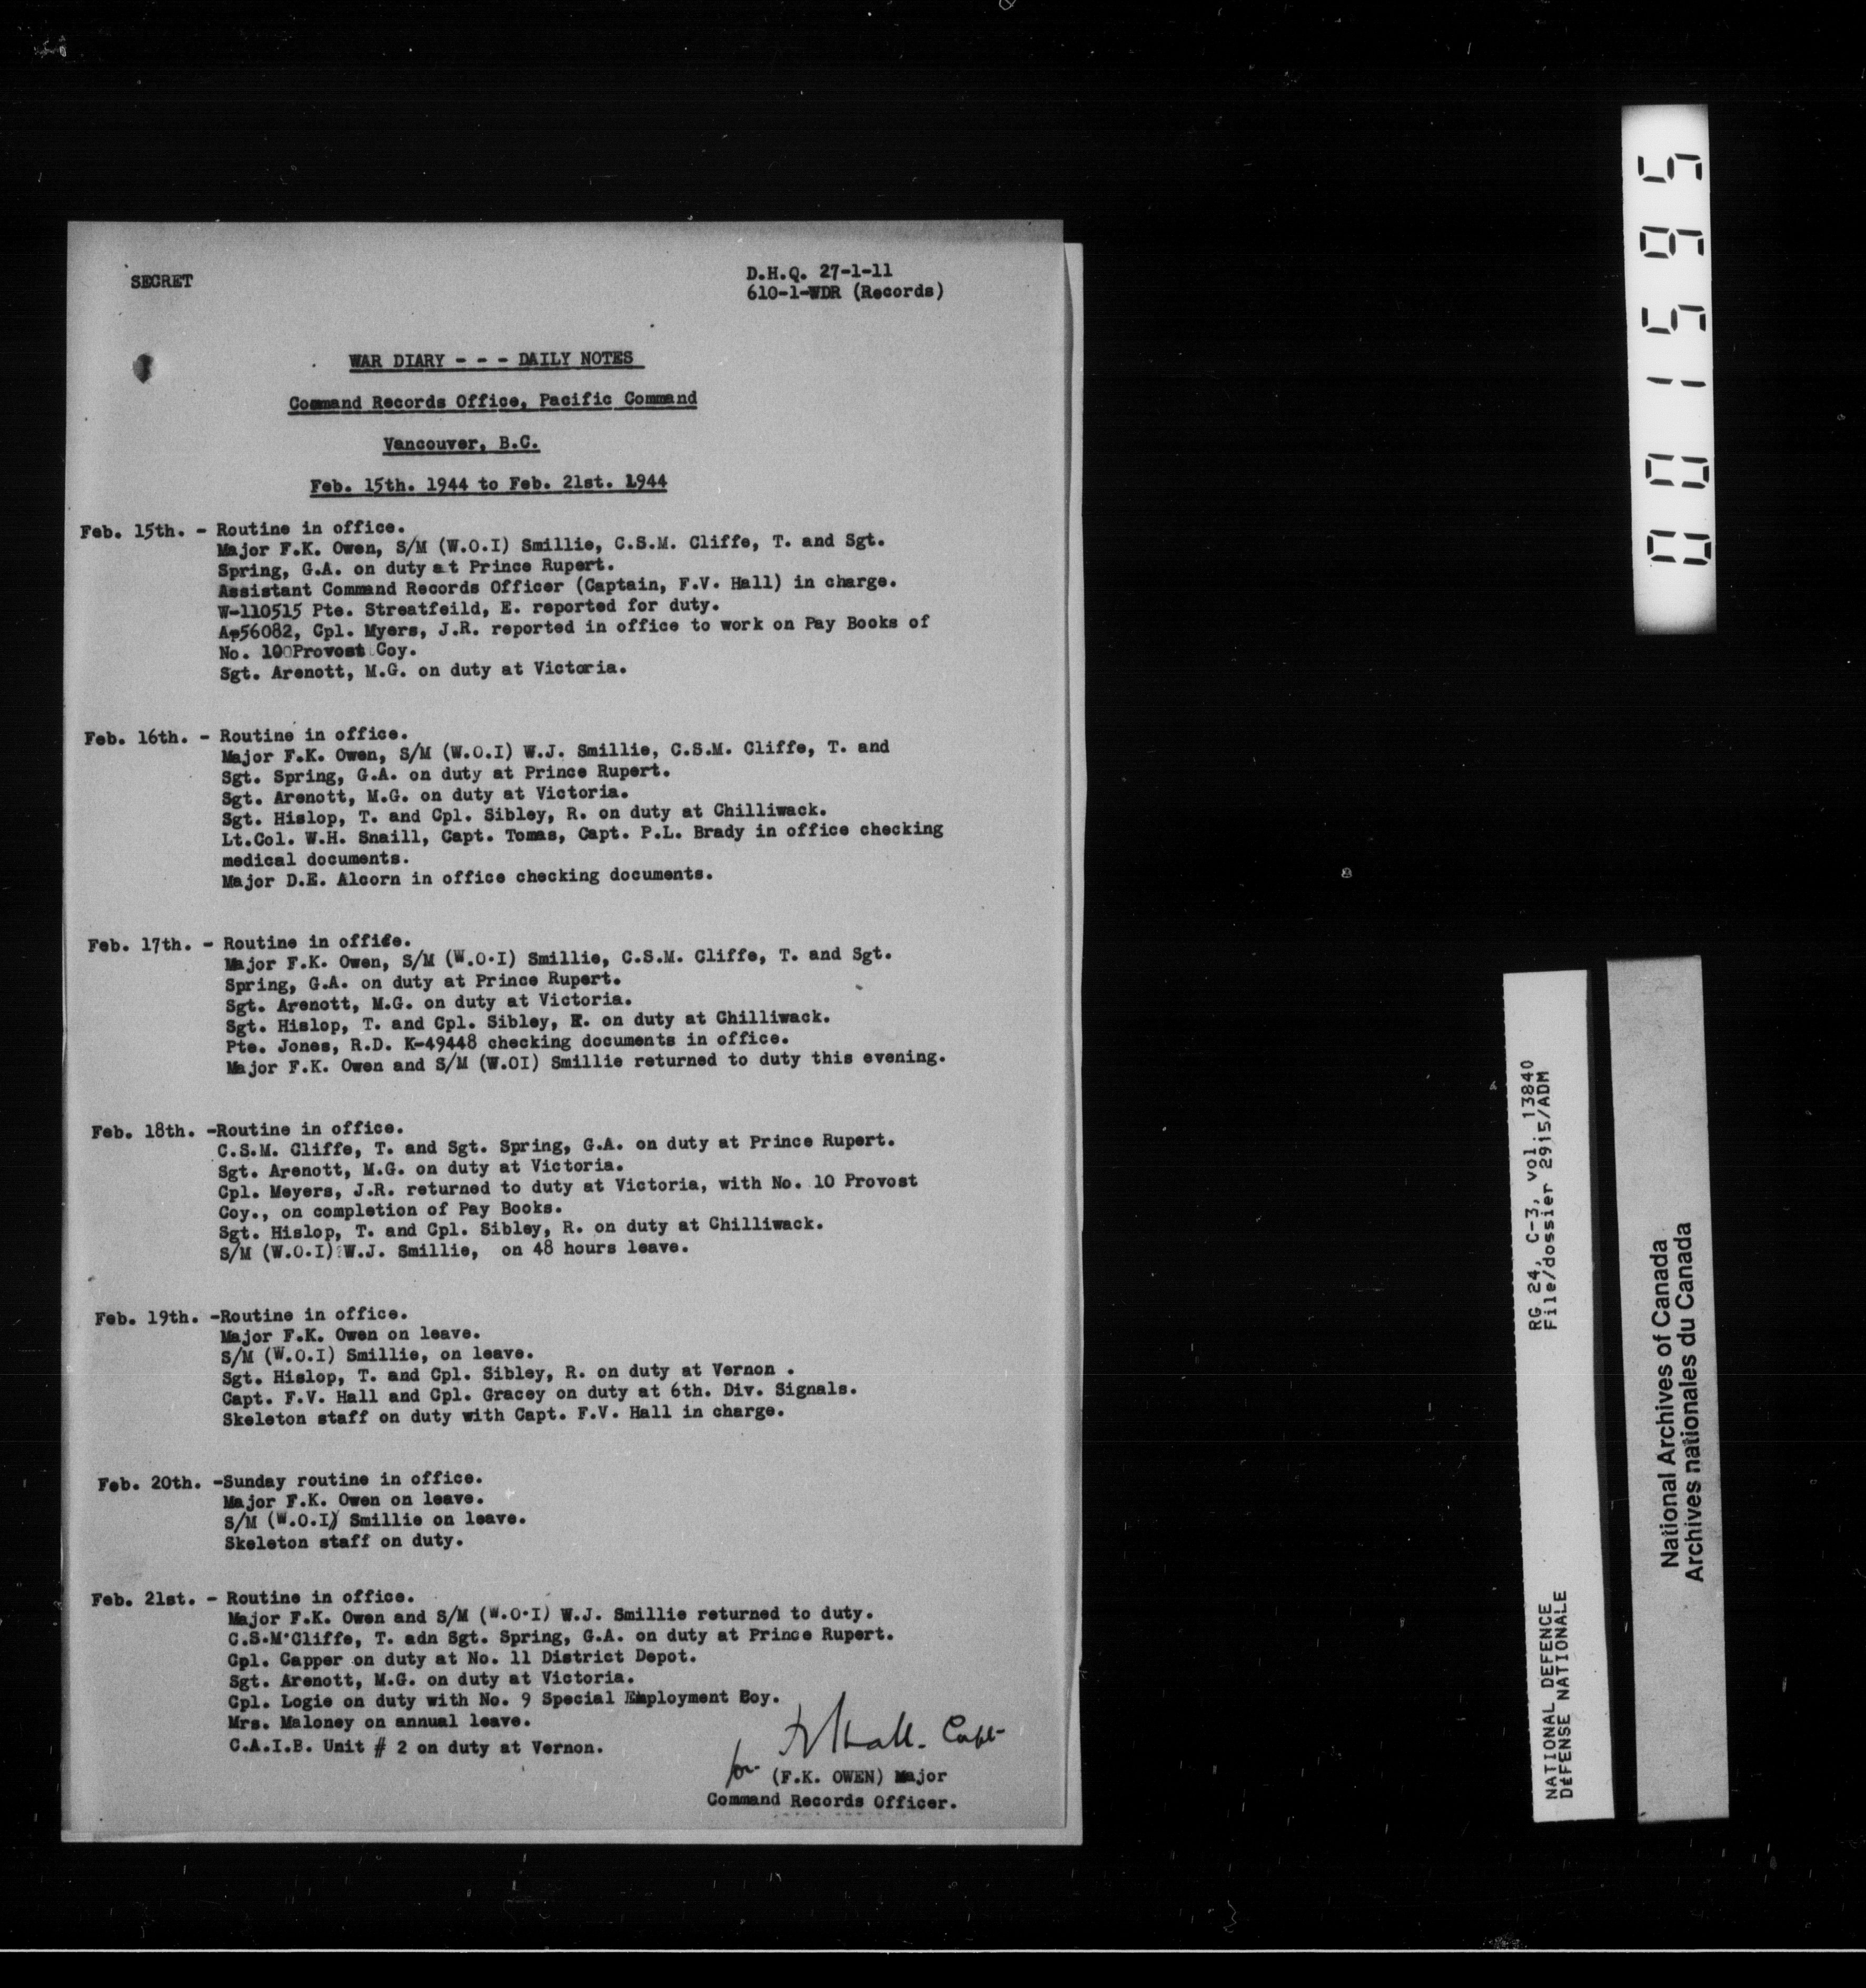 SECRET
D.H.Q. 27-1-11
610-1-WDR (Records)
WAR DIARY - - - DAILY NOTES
Command Records Office, Pacific Command
Vancouver, B.C.
Feb. 15th. 1944 to Feb. 21st. 1944
Feb. 15th. - Routine in office.
Major F.K. Owen, S/M (W.O.I) Smillie, C.S.M. Cliffe, T. and Sgt.
Spring, G.A. on duty at Prince Rupert.
Assistant Command Records Officer (Captain, F.V. Hall) in charge.
W-110515 Pte. Streatfeild, E. reported for duty.
A-56082, Cpl. Myers, J.R. reported in office to work on Pay Books of
No. 10 Provost Coy.
Sgt. Arenott, M.G. on duty at Victoria.
Feb. 16th. - Routine in office.
Major F.K. Owen, S/M (W.O.I) W.J. Smillie, C.S.M. Cliffe, T. and
Sgt. Spring, G.A. on duty at Prince Rupert.
Sgt. Arenott, M.G. on duty at Victoria.
Sgt. Hislop, T. and Cpl. Sibley, R. on duty at Chilliwack.
Lt.Col. W.H. Snaill, Capt. Tomas, Capt. P.L. Brady in office checking
medical documents.
Major D.E. Alcorn in office checking documents.
Feb. 17th. - Routine in office.
Major F.K. Owen, S/M (W.O.I) Smillie, C.S.M. Cliffe, T. and Sgt.
Spring, G.A. on duty at Prince Rupert.
Sgt. Arenott, M.G. on duty at Victoria.
Sgt. Hislop, T. and Cpl. Sibley, R. on duty at Chilliwack.
Pte. Jones, R.D. K-49448 checking documents in office.
Major F.K. Owen and S/M (W.OI) Smillie returned to duty this evening.
Feb. 18th. -Routine in office.
C.S.M. Cliffe, T. and Sgt. Spring, G.A. on duty at Prince Rupert.
Sgt. Arenott, M.G. on duty at Victoria.
Cpl. Meyers, J.R. returned to duty at Victoria, with No. 10 Provost
Coy., on completion of Pay Books.
Sgt. Hislop, T. and Cpl. Sibley, R. on duty at Chilliwack.
S/M (W.O.I) W.J. Smillie, on 48 hours leave.
Feb. 19th. -Routine in office.
Major F.K. Owen on leave.
S/M (W.O.I) Smillie, on leave.
Sgt. Hislop, T. and Cpl. Sibley, R. on duty at Vernon .
Capt. F.V. Hall and Cpl. Gracey on duty at 6th. Div. Signals.
Skeleton staff on duty with Capt. F.V. Hall in charge.
Feb. 20th. -Sunday routine in office.
Major F.K. Owen on leave.
S/M (W.O.I) Smillie on leave.
Skeleton staff on duty.
Feb. 21st. - Routine in office.
Major F.K. Owen and S/M (W.O.I) W.J. Smillie returned to duty.
C.S.M.Cliffe, T. adn Sgt. Spring, G.A. on duty at Prince Rupert.
Cpl. Capper on duty at No. 11 District Depot.
Sgt. Arenott, M.G. on duty at Victoria.
Cpl. Logie on duty with No. 9 Special Employment Boy.
Mrs. Maloney on annual leave.
C.A.I.B. Unit # 2 on duty at Vernon.
FVHall. Capt
for (F.K. OWEN) Major
Command Records Officer.
001595
RG 24, C-3, vol. 13840
File/dossier 2915/ADM
NATIONAL DEFENCE
DÉFENSE NATIONALE
National Archives of Canada
Archives nationales du Canada